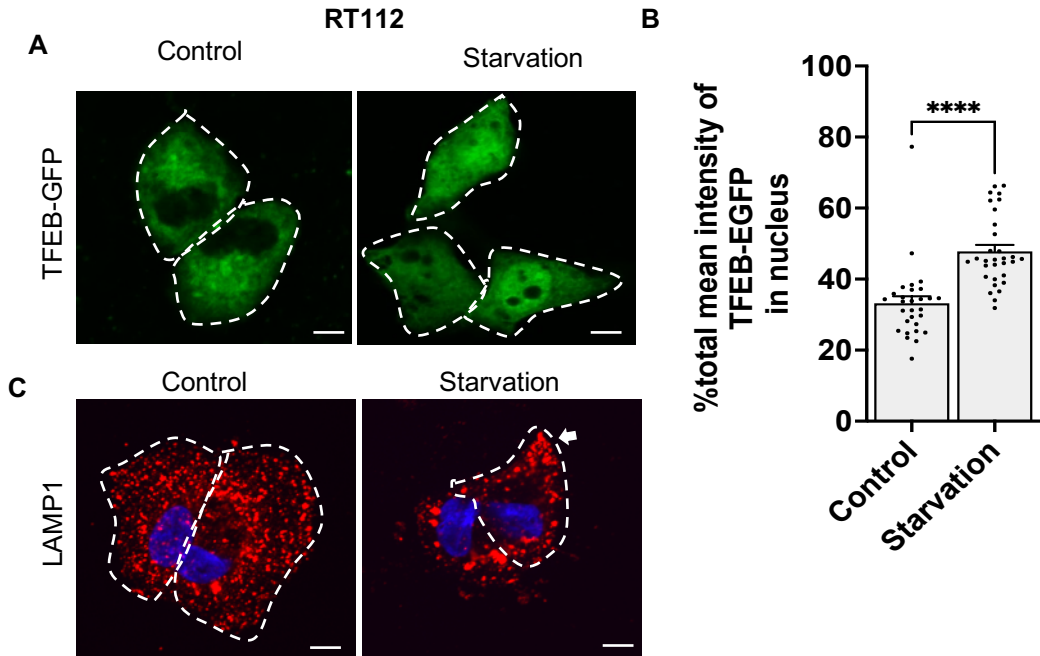 RT112
A
Control
Starvation
TFEB-GFP
B
%total mean intensity of
TFEB-EGFP
in nucleus
100
80
60
40
20
0
****
Control
Starvation
C
Control
Starvation
LAMP1